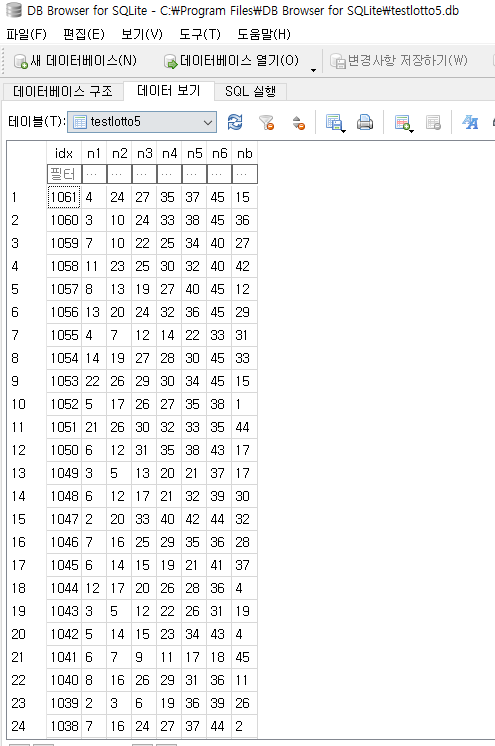 DB Browser for SQLite - C:₩Program Files₩DB Browser for SQLite₩testlotto5.db
파일(F) 편집(E) 보기(V) 도구(T) 도움말(H)
새 데이터베이스(N) 데이터베이스 열기(O) 변경사항 저장하기(W)
데이터베이스 구조 데이터 보기 SQL 실행
테이블(T): testlotto5
idx n1 n2 n3 n4 n5 n6 nb
필터 ... ... ... ... ... ... ...
1 1061 4 24 27 35 37 45 15
2 1060 3 10 24 33 38 45 36
3 1059 7 10 22 25 34 40 27
4 1058 11 23 25 30 32 40 42
5 1057 8 13 19 27 40 45 12
6 1056 13 20 24 32 36 45 29
7 1055 4 7 12 14 22 33 31
8 1054 14 19 27 28 30 45 33
9 1053 22 26 29 30 34 45 15
10 1052 5 17 26 27 35 38 1
11 1051 21 26 30 32 33 35 44
12 1050 6 12 31 35 38 43 17
13 1049 3 5 13 20 21 37 17
14 1048 6 12 17 21 32 39 30
15 1047 2 20 33 40 42 44 32
16 1046 7 16 25 29 35 36 28
17 1045 6 14 15 19 21 41 37
18 1044 12 17 20 26 28 36 4
19 1043 3 5 12 22 26 31 19
20 1042 5 14 15 23 34 43 4
21 1041 6 7 9 11 17 18 45
22 1040 8 16 26 29 31 36 11
23 1039 2 3 6 19 36 39 26
24 1038 7 16 24 27 37 44 2